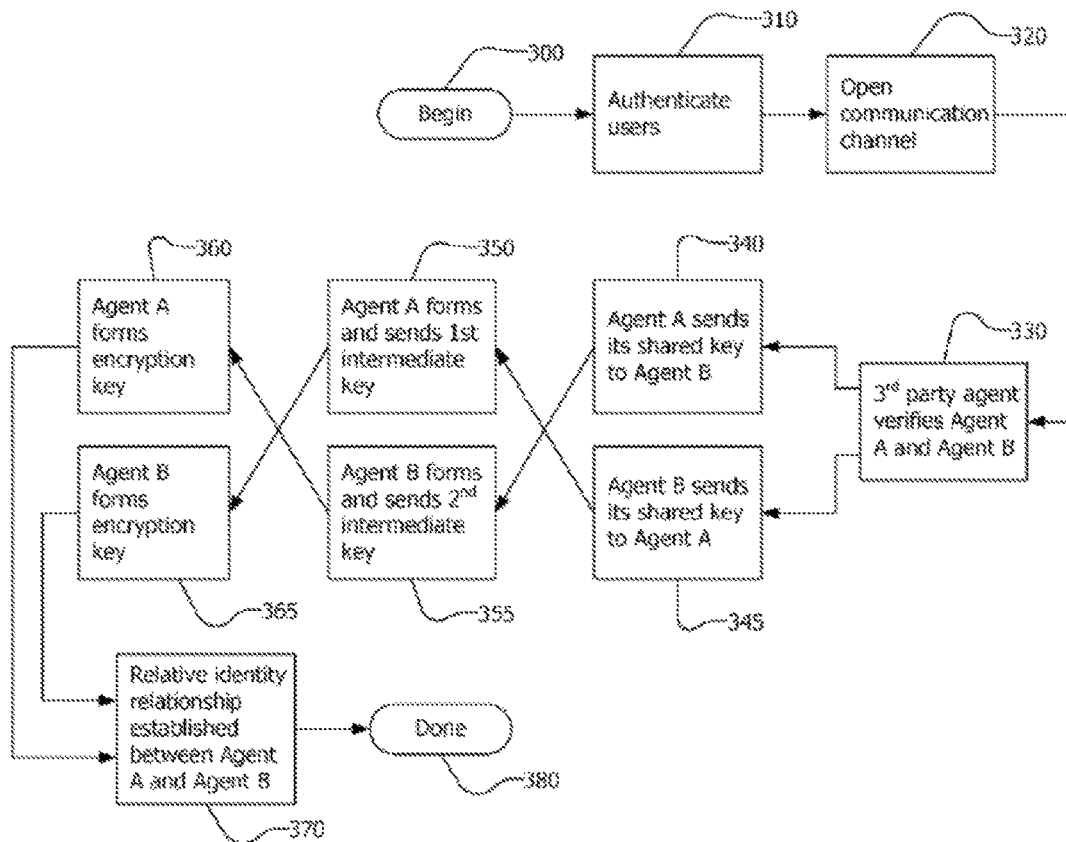 300
Begin
310
Authenticate
users
320
Open
communication
channel
330
3rd party agent
verifies Agent
A and Agent B
340
Agent A sends
its shared key
to Agent B
345
Agent B sends
its shared key
to Agent A
350
Agent A forms
and sends 1st
intermediate
key
355
Agent B forms
and sends 2nd
intermediate
key
360
Agent A
forms
encryption
key
365
Agent B
forms
encryption
key
370
Relative identity
relationship
established
between Agent
A and Agent B
380
Done